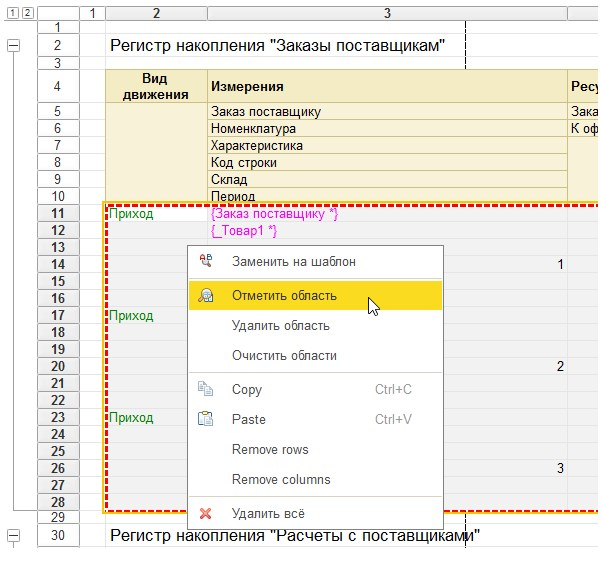 1 2 1 2 3
1
2 Регистр накопления "Заказы поставщикам"
3
4 Вид движения Измерения Ресу
5 Заказ поставщику Зака
6 Номенклатура К оф
7 Характеристика
8 Код строки
9 Склад
10 Период
11 Приход {Заказ поставщику *}
12 {_Товар1 *}
13
Заменить на шаблон
14 1
15
16
Отметить область
17 Приход
18
Удалить область
19
Очистить области
20 2
21
Copy Ctrl+C
22
23 Приход
Paste Ctrl+V
24
25
Remove rows
26 3
Remove columns
27
28
Удалить всё
29
30 Регистр накопления "Расчеты с поставщиками"